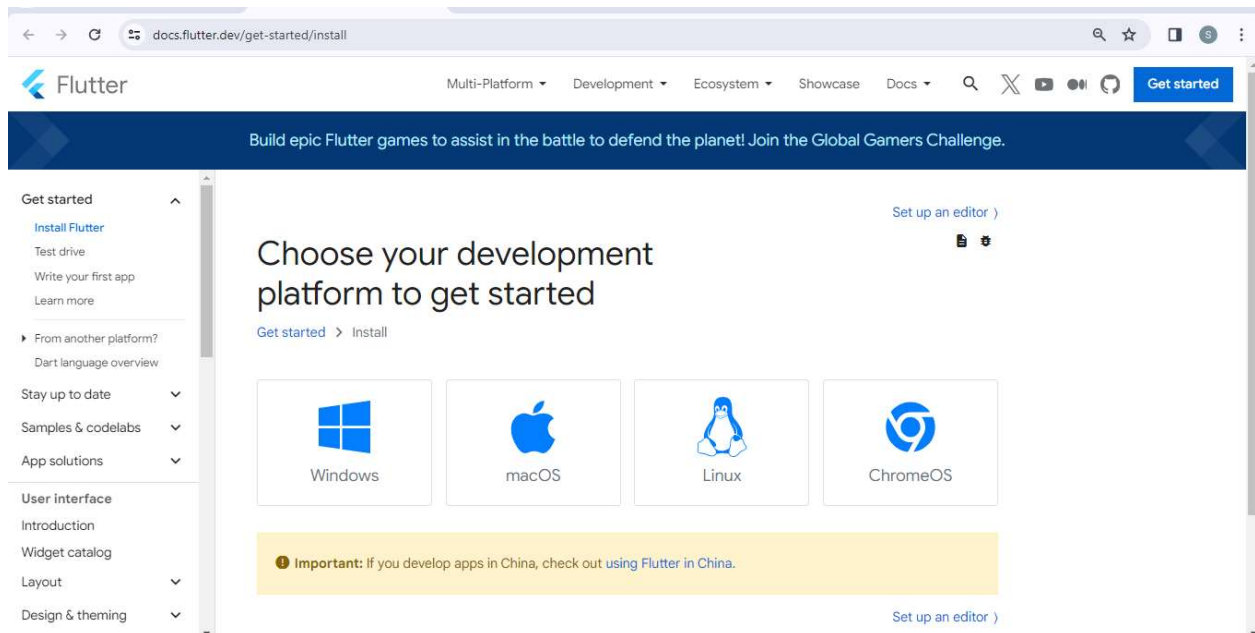 docs.flutter.dev/get-started/install
S
Flutter
Multi-Platform Development Ecosystem Showcase Docs Get started
Build epic Flutter games to assist in the battle to defend the planet! Join the Global Gamers Challenge.
Get started
Install Flutter
Test drive
Write your first app
Learn more
From another platform?
Dart language overview
Stay up to date
Samples & codelabs
App solutions
User interface
Introduction
Widget catalog
Layout
Design & theming
Set up an editor
Choose your development
platform to get started
Get started > Install
Windows macOS Linux ChromeOS
Important: If you develop apps in China, check out using Flutter in China.
Set up an editor